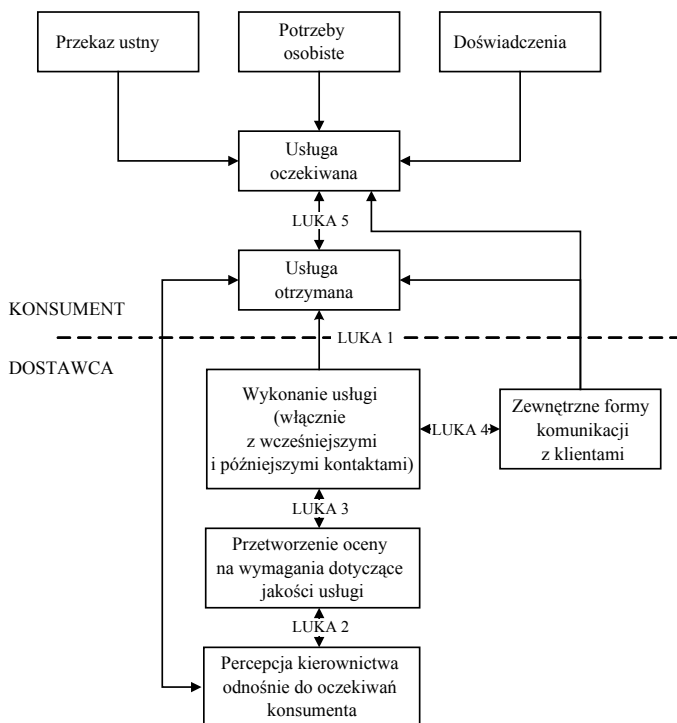 Przekaz ustny
Potrzeby
osobiste
Doświadczenia
Usługa
oczekiwana
LUKA 5
Usługa
otrzymana
KONSUMENT
LUKA 1
DOSTAWCA
Wykonanie usługi
(włącznie
z wcześniejszymi
i późniejszymi kontaktami)
LUKA 4
Zewnętrzne formy
komunikacji
z klientami
LUKA 3
Przetworzenie oceny
na wymagania dotyczące
jakości usługi
LUKA 2
Percepcja kierownictwa
odnośnie do oczekiwań
konsumenta